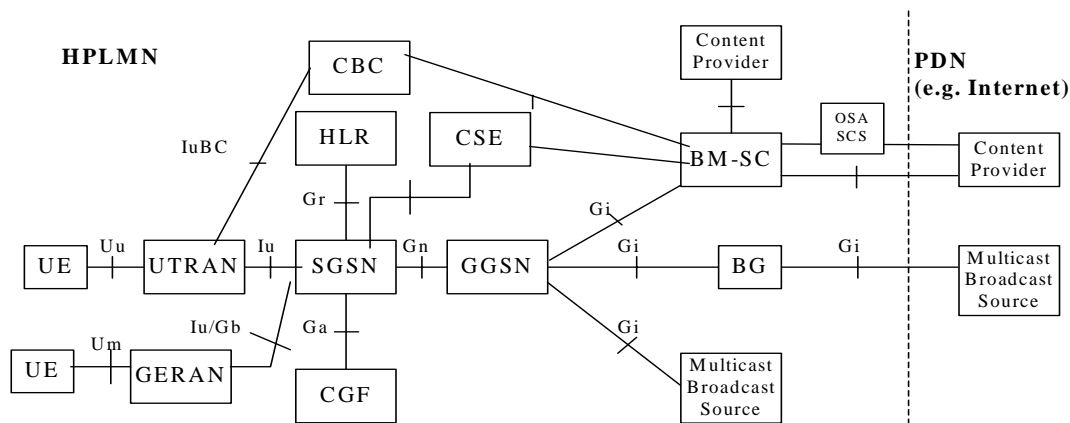 HPLMN
CBC
Content
Provider
PDN
(e.g. Internet)
HLR
CSE
OSA
SCS
IuBC
BM-SC
Content
Provider
Gr
Gi
Uu
Iu
Gn
Gi
Gi
UE
UTRAN
SGSN
GGSN
BG
Multicast
Broadcast
Source
Iu/Gb
Ga
Gi
Um
UE
GERAN
CGF
Multicast
Broadcast
Source